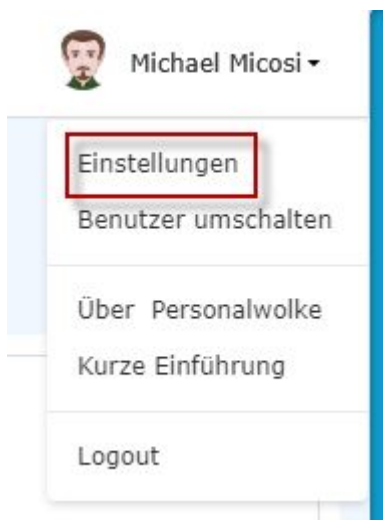 Michael Micosi
Einstellungen
Benutzer umschalten
Über Personalwolke
Kurze Einführung
Logout